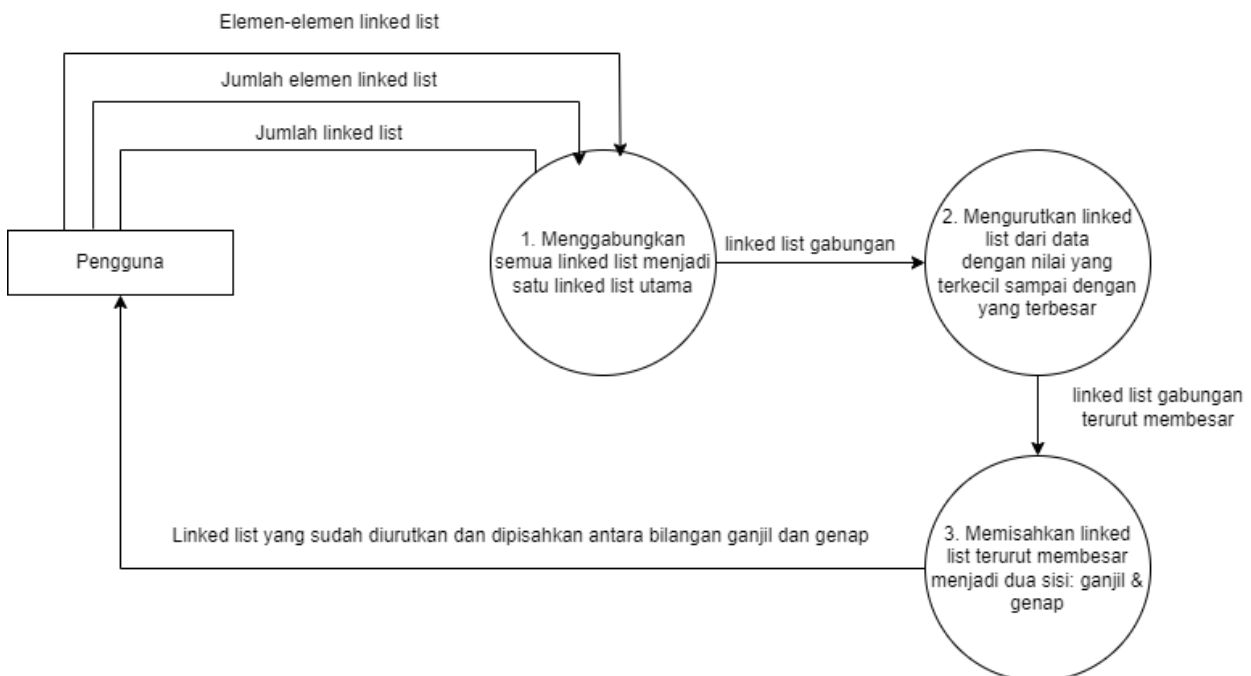 Elemen-elemen linked list
Jumlah elemen linked list
Jumlah linked list
Pengguna
1. Menggabungkan
semua linked list menjadi
satu linked list utama
linked list gabungan
2. Mengurutkan linked
list dari data
dengan nilai yang
terkecil sampai dengan
yang terbesar
linked list gabungan
terurut membesar
Linked list yang sudah diurutkan dan dipisahkan antara bilangan ganjil dan genap
3. Memisahkan linked
list terurut membesar
menjadi dua sisi: ganjil &
genap